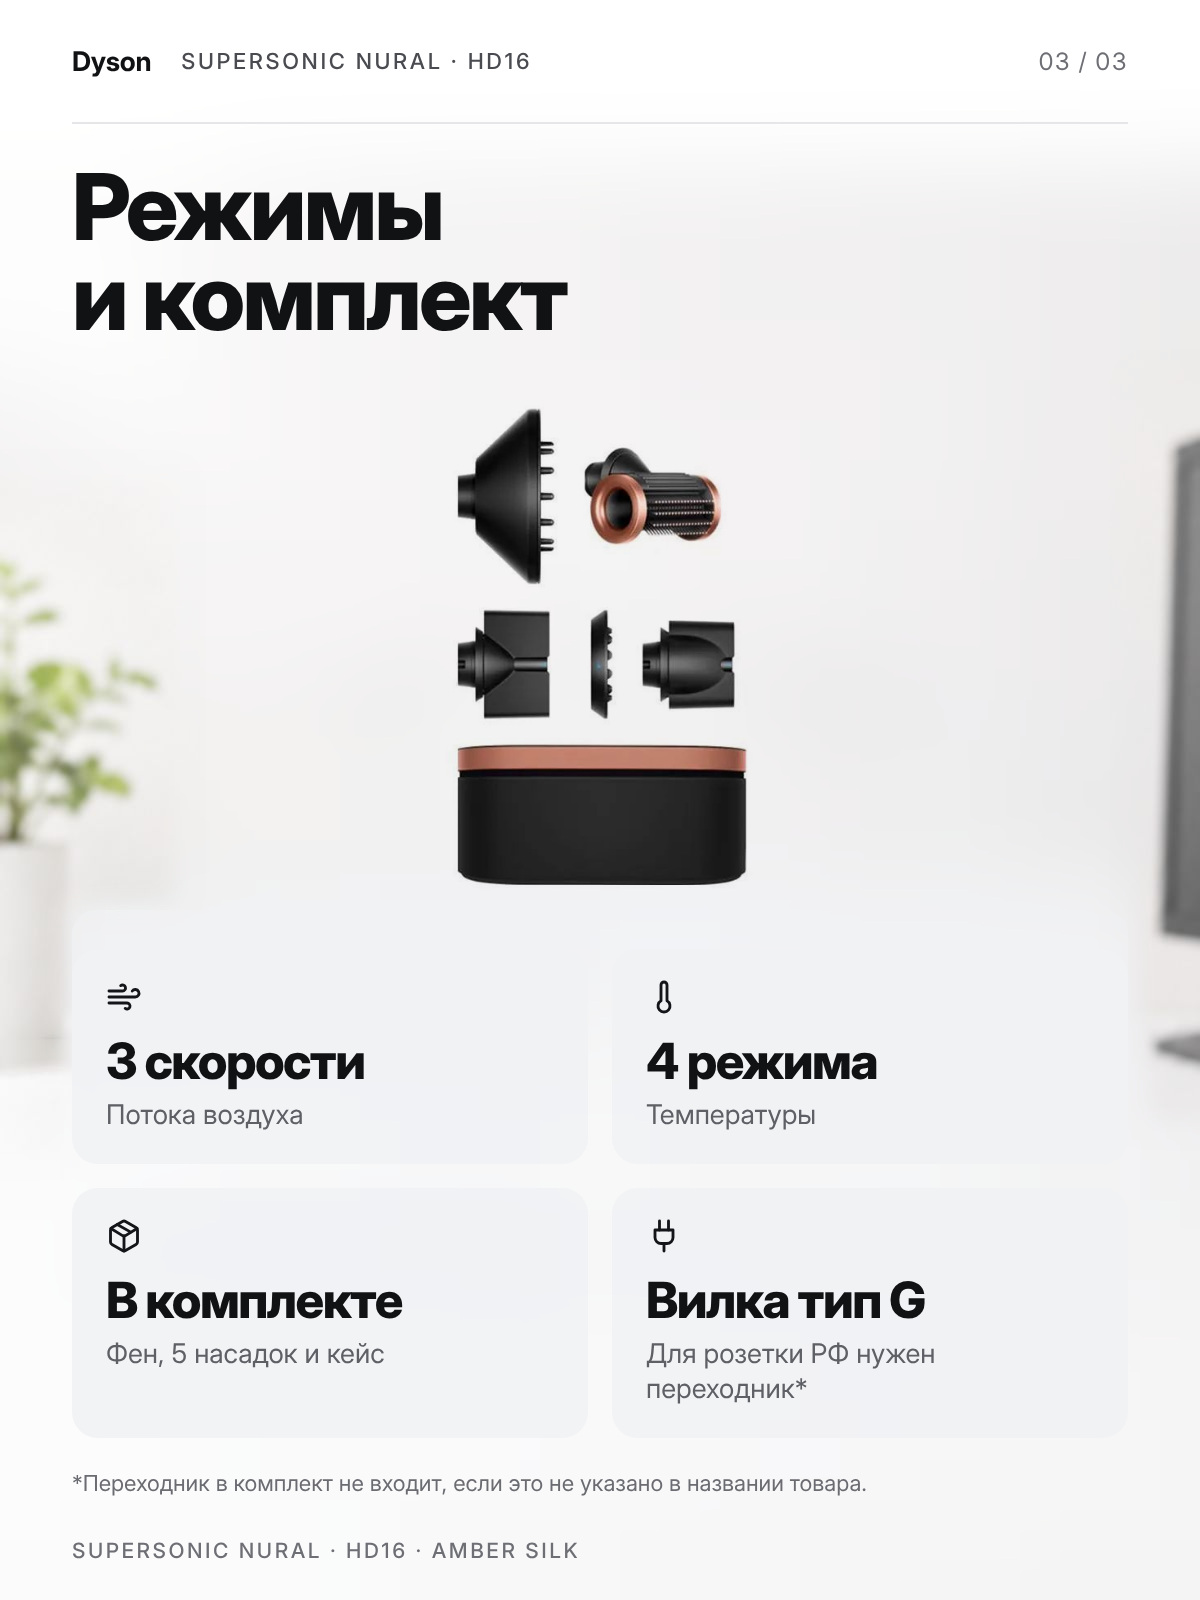 Dyson SUPERSONIC NURAL · HD16 03 / 03
Режимы
и комплект
3 скорости
Потока воздуха
4 режима
Температуры
В комплекте
Фен, 5 насадок и кейс
Вилка тип G
Для розетки РФ нужен
переходник*
*Переходник в комплект не входит, если это не указано в названии товара.
SUPERSONIC NURAL · HD16 · AMBER SILK